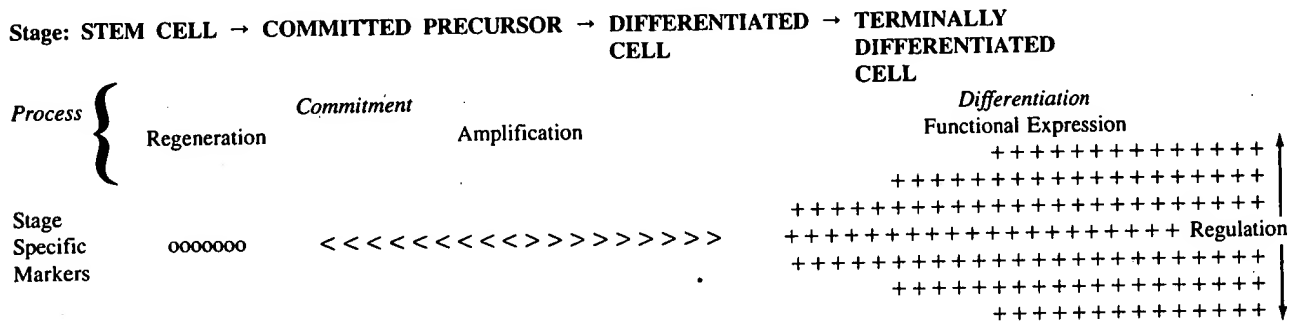 Stage: STEM CELL → COMMITTED PRECURSOR → DIFFERENTIATED → TERMINALLY
CELL DIFFERENTIATED
CELL
Process { Commitment Differentiation
Regeneration Amplification Functional Expression
+ + + + + + + + + + + + + +
+ + + + + + + + + + + + + + + + + + +
Stage + + + + + + + + + + + + + + + + + + + + + + + +
Specific ooooooo < < < < < < < < < < > > > > > > > > > > + + + + + + + + + + + + + + + + + + + + Regulation
Markers + + + + + + + + + + + + + + + + + + + + + + + +
+ + + + + + + + + + + + + + + + + + +
+ + + + + + + + + + + + + +